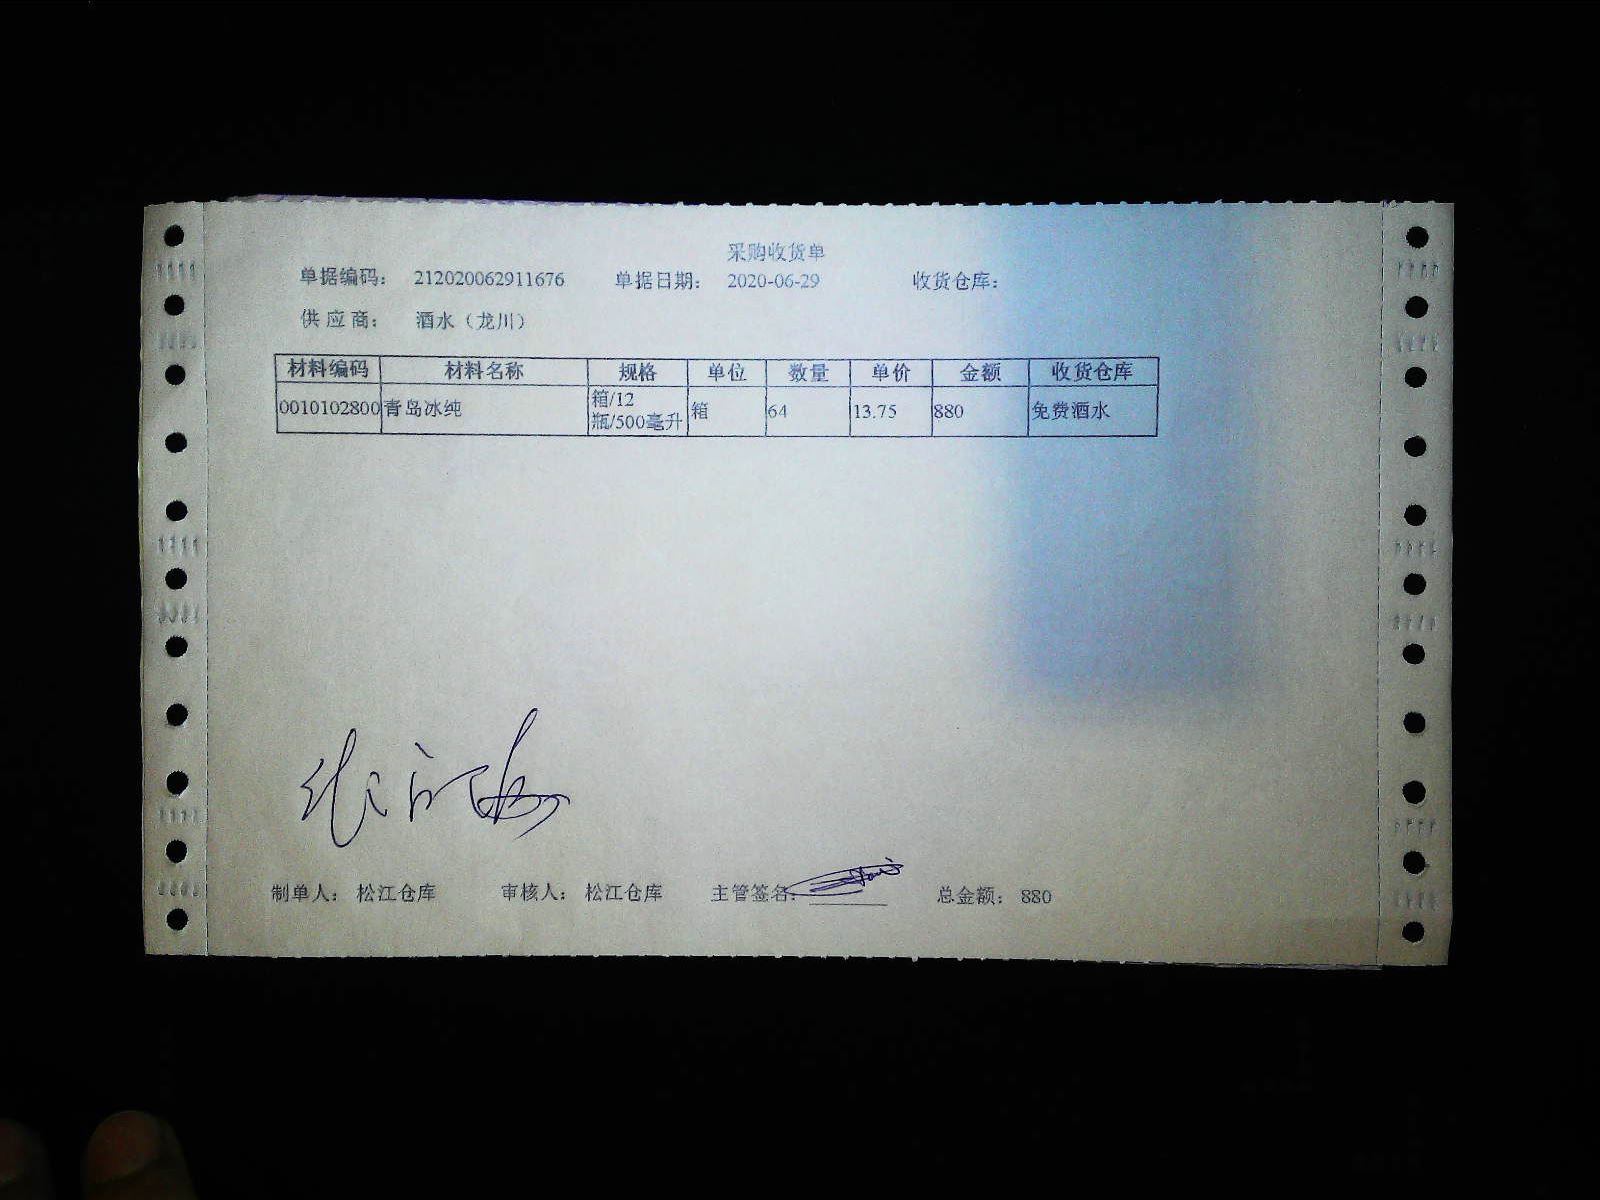 采购收货单
单据编码： 212020062911676 单据日期： 2020-06-29 收货仓库：
供 应 商： 酒水（龙川）
材料编码 材料名称 规格 单位 数量 单价 金额 收货仓库
0010102800 青岛冰纯 箱/12瓶/500毫升 箱 64 13.75 880 免费酒水
制单人： 松江仓库 审核人： 松江仓库 主管签名： 总金额： 880